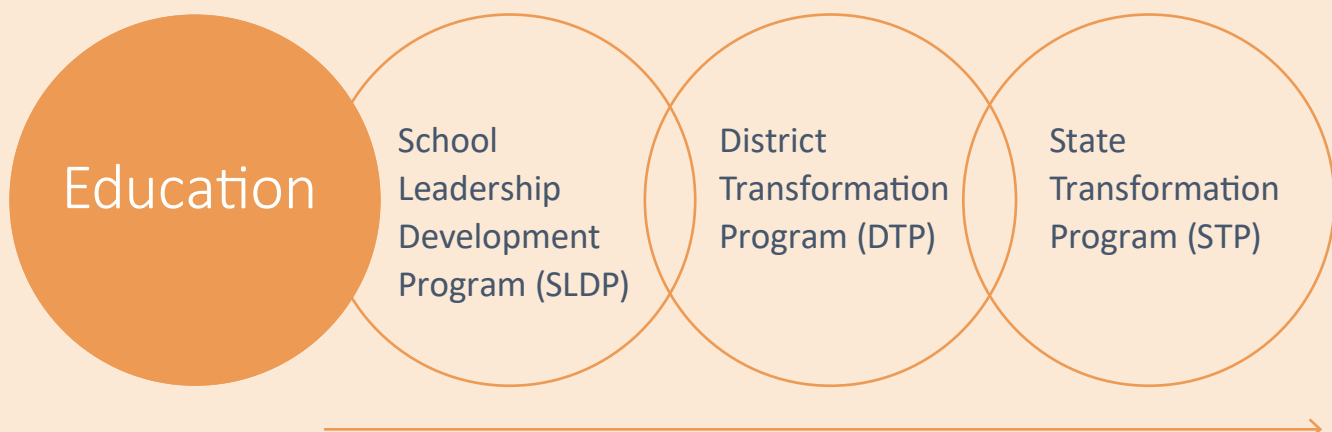 Education
School
Leadership
Development
Program (SLDP)
District
Transformation
Program (DTP)
State
Transformation
Program (STP)